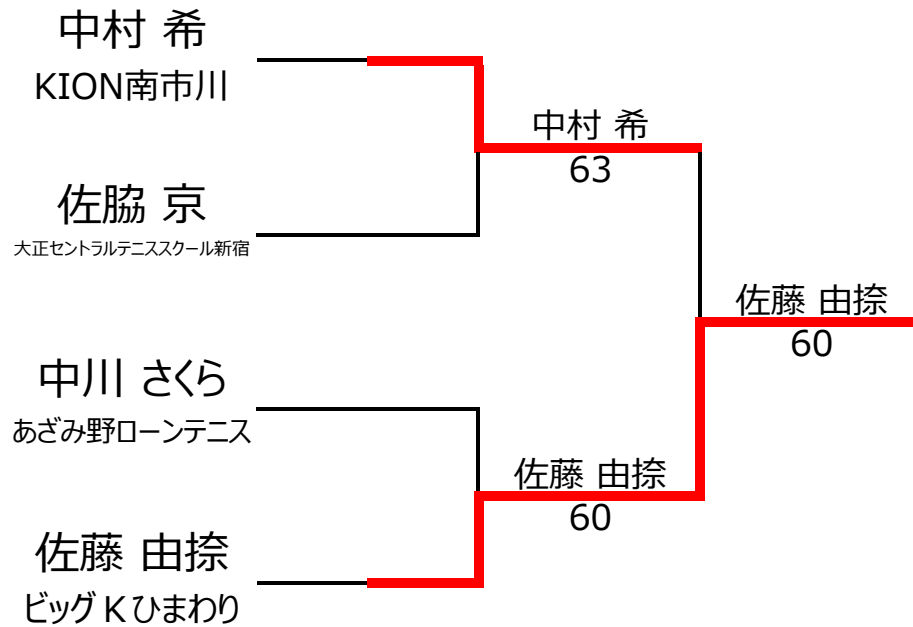 中村 希
KION南市川
中村 希
63
佐脇 京
大正セントラルテニススクール新宿
佐藤 由捺
60
中川 さくら
あざみ野ローンテニス
佐藤 由捺
60
佐藤 由捺
ビッグKひまわり